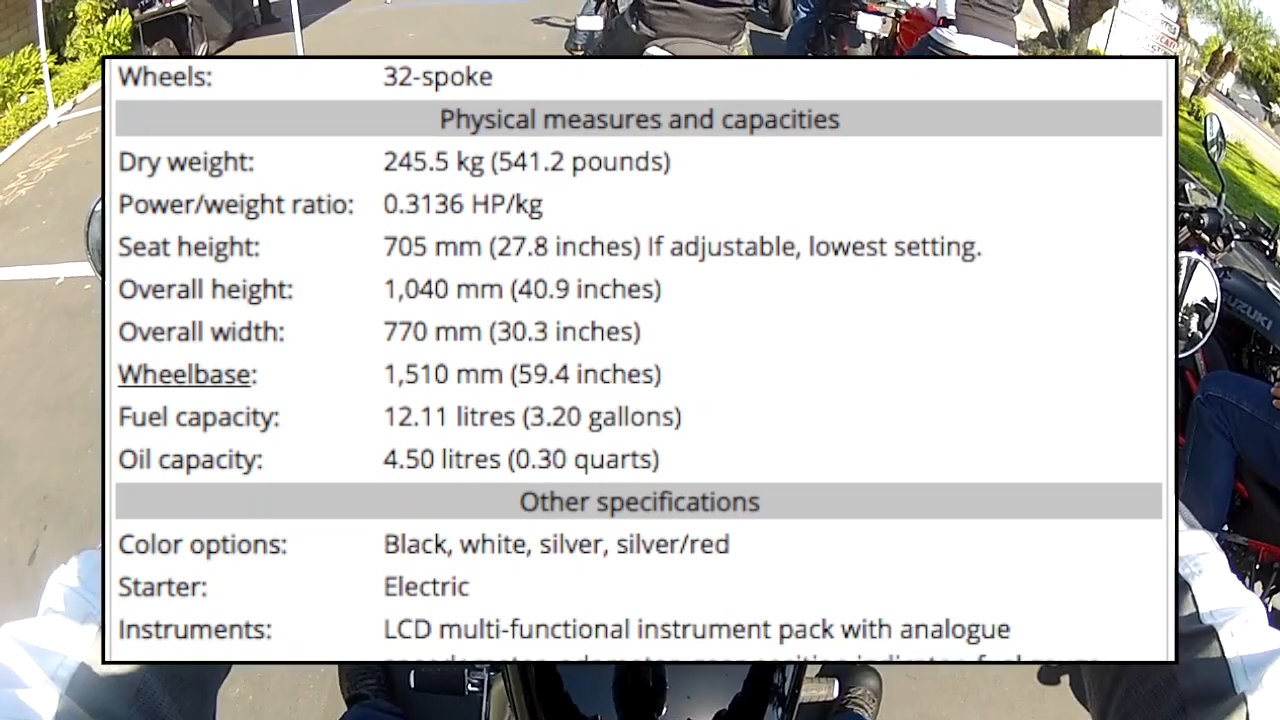 Wheels: 32-spoke
Physical measures and capacities
Dry weight: 245.5 kg (541.2 pounds)
Power/weight ratio: 0.3136 HP/kg
Seat height: 705 mm (27.8 inches) If adjustable, lowest setting.
Overall height: 1,040 mm (40.9 inches)
Overall width: 770 mm (30.3 inches)
Wheelbase: 1,510 mm (59.4 inches)
Fuel capacity: 12.11 litres (3.20 gallons)
Oil capacity: 4.50 litres (0.30 quarts)
Other specifications
Color options: Black, white, silver, silver/red
Starter: Electric
Instruments: LCD multi-functional instrument pack with analogue
SUZUKI